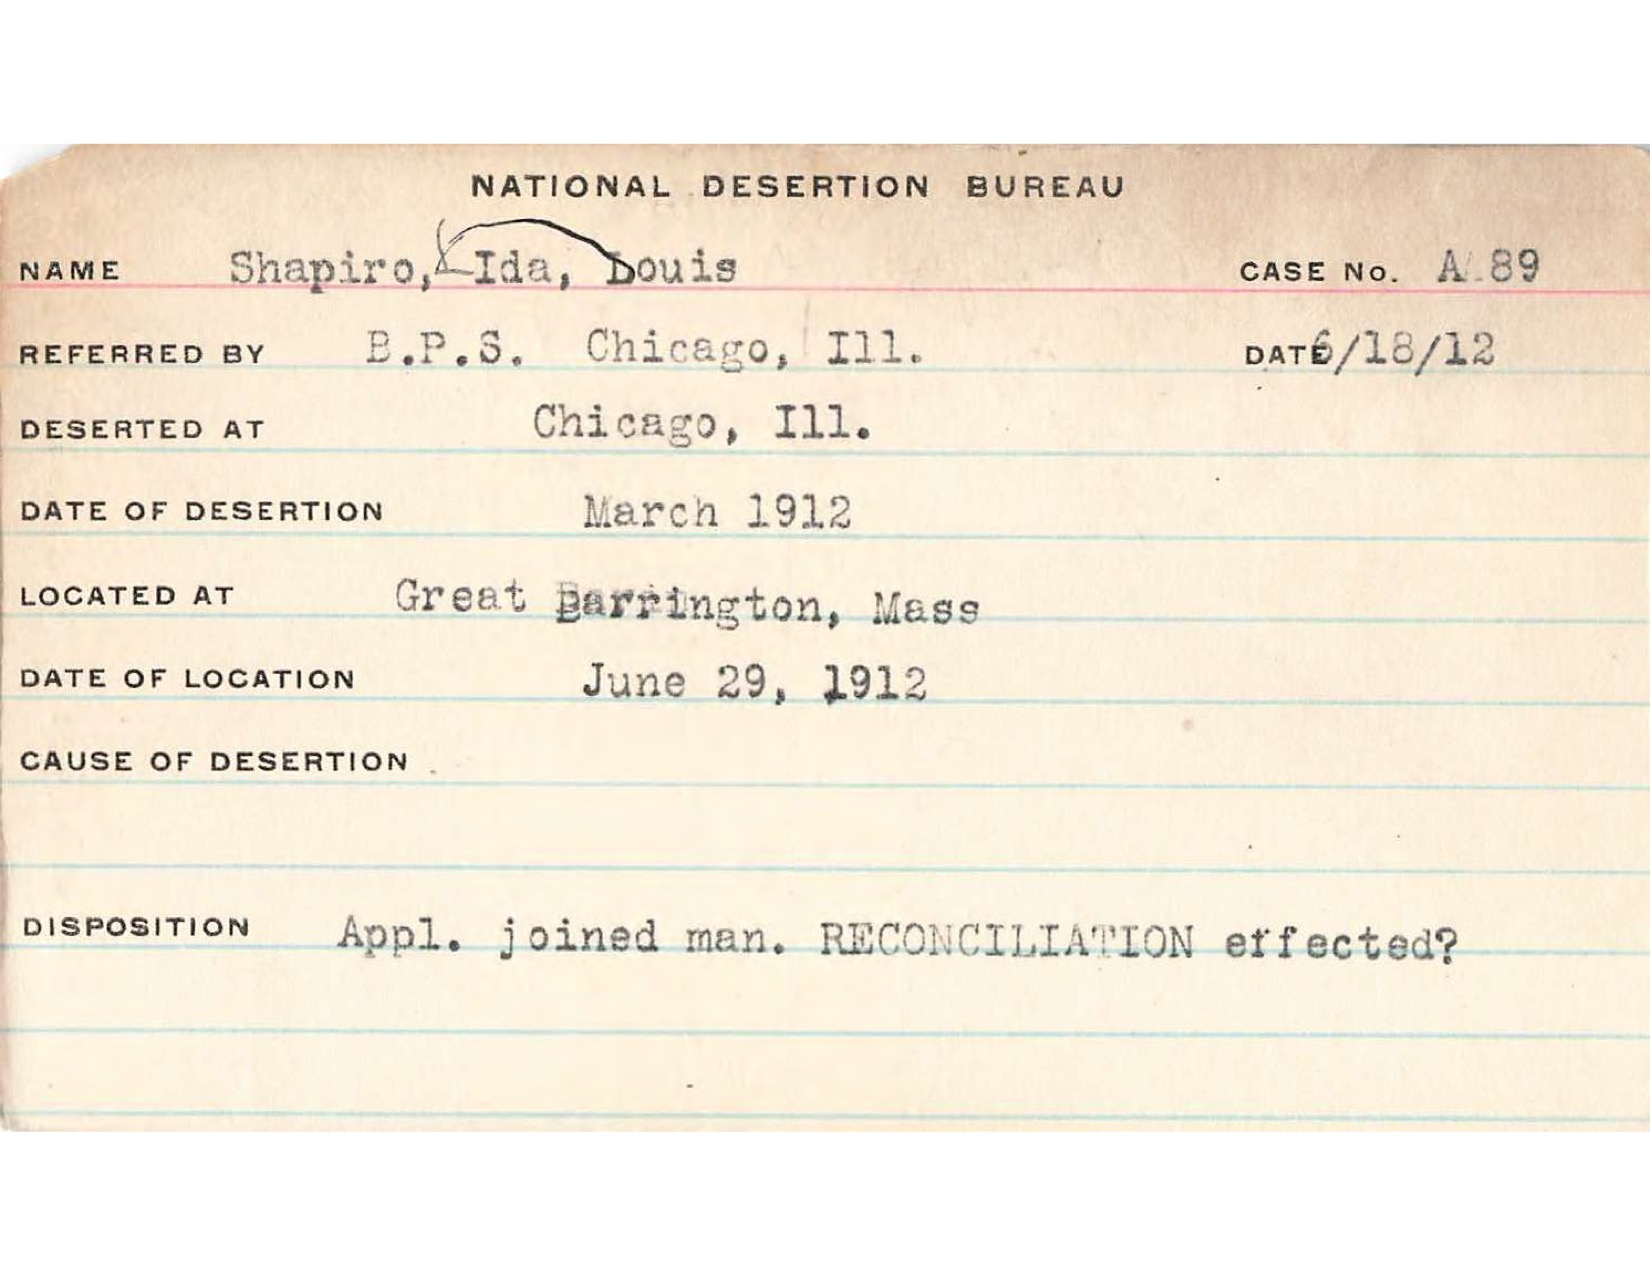 NATIONAL DESERTION BUREAU
NAME Shapiro, Ida, Louis CASE No. A 89
REFERRED BY B.P.S. Chicago, Ill. DATE 6/18/12
DESERTED AT Chicago, Ill.
DATE OF DESERTION March 1912
LOCATED AT Great Barrington, Mass
DATE OF LOCATION June 29, 1912
CAUSE OF DESERTION
DISPOSITION Appl. joined man. RECONCILIATION effected?